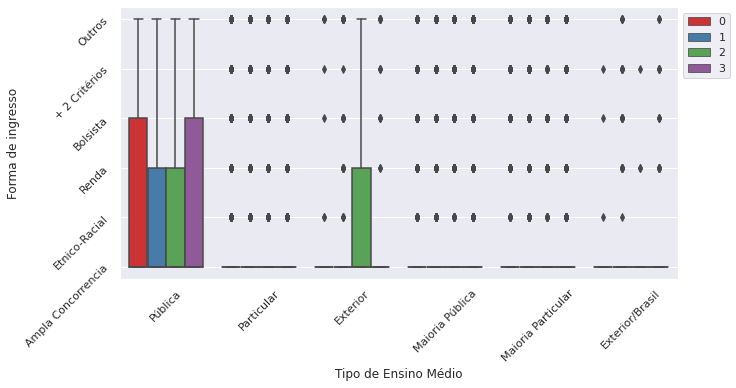 Forma de ingresso
Outros
+ 2 Critérios
Bolsista
Renda
Etnico-Racial
Ampla Concorrencia
Pública
Particular
Exterior
Maioria Pública
Maioria Particular
Exterior/Brasil
Tipo de Ensino Médio
0
1
2
3